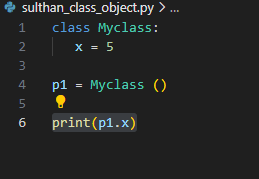 sulthan_class_object.py > ...
1 class Myclass:
2 x = 5
3
4 p1 = Myclass ()
5
6 print(p1.x)